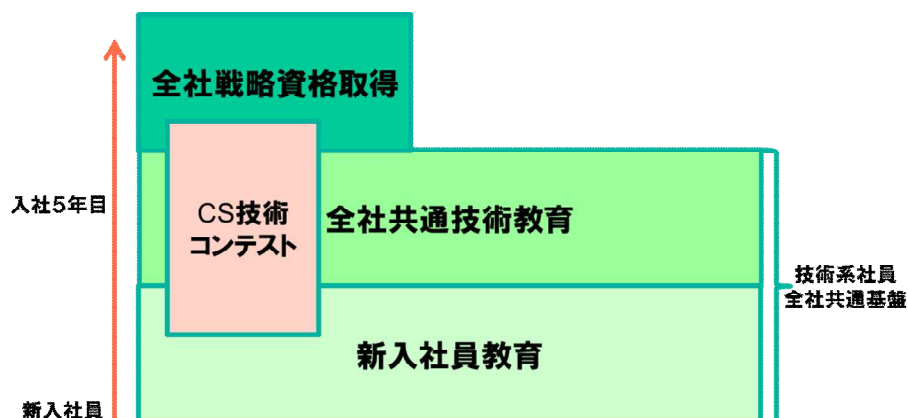 全社戦略資格取得
入社5年目
CS技術
コンテスト
全社共通技術教育
技術系社員
全社共通基盤
新入社員教育
新入社員